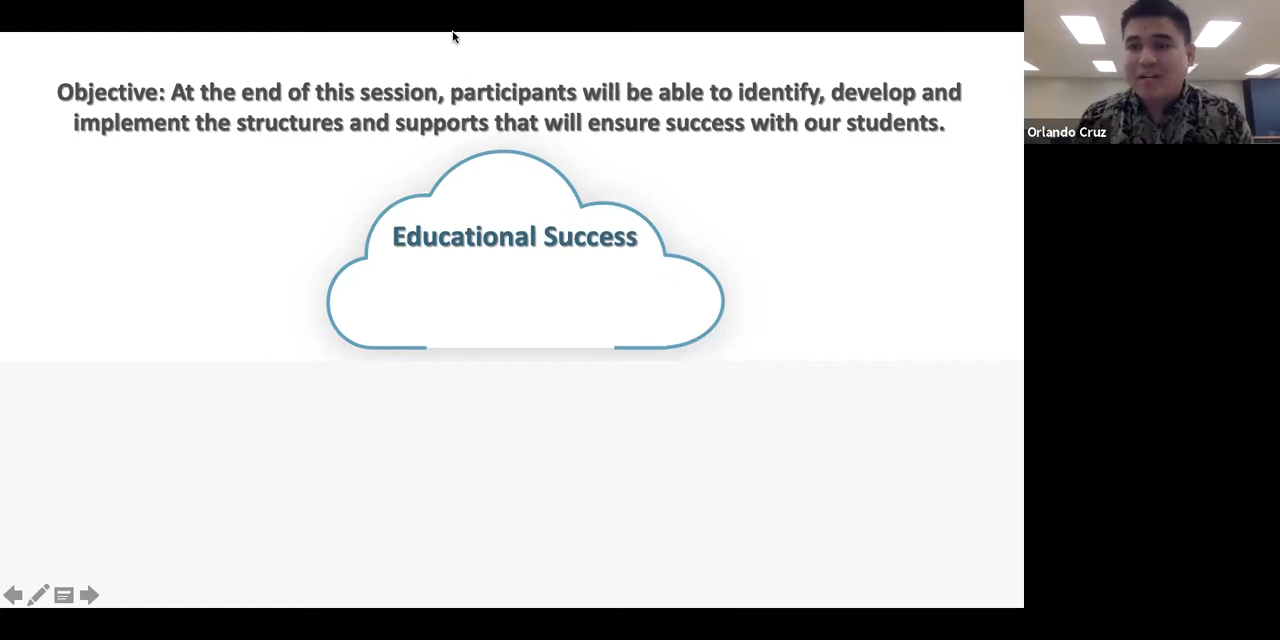 Objective: At the end of this session, participants will be able to identify, develop and
implement the structures and supports that will ensure success with our students.
Orlando Cruz
Educational Success